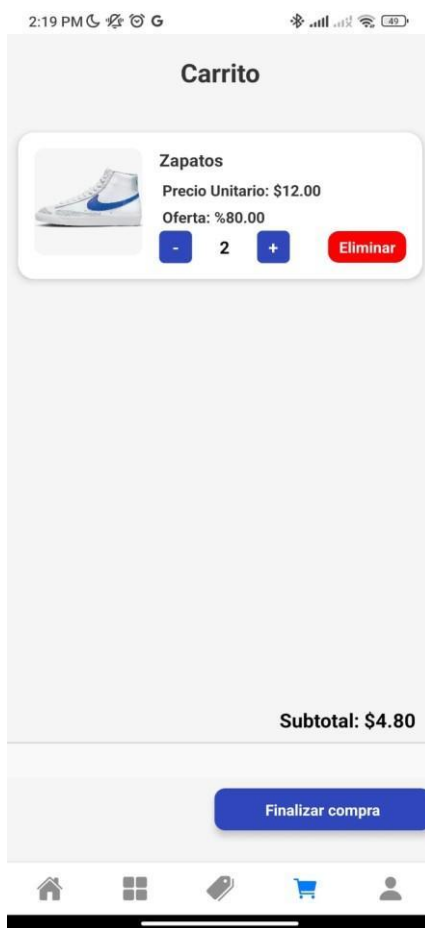 2:19 PM G 49
Carrito
Zapatos
Precio Unitario: $12.00
Oferta: %80.00
- 2 + Eliminar
Subtotal: $4.80
Finalizar compra